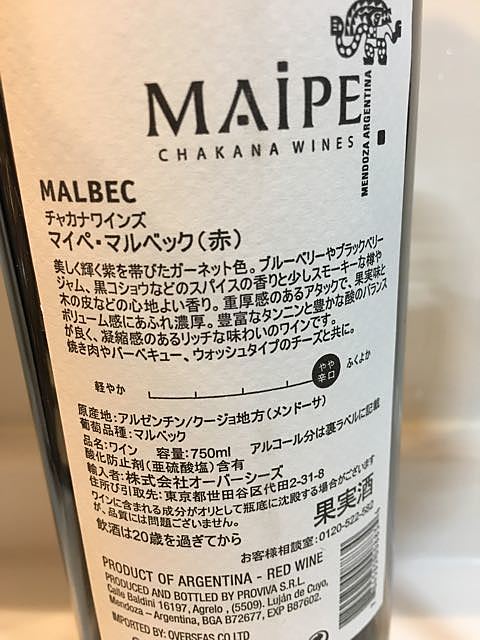 MAiPE
CHAKANA WINES
MENDOZA ARGENTINA
MALBEC
チャカナワインズ
マイペ・マルベック（赤）
美しく輝く紫を帯びたガーネット色。ブルーベリーやブラックベリー
ジャム、黒コショウなどのスパイスの香りと少しスモーキーな樽や
木の皮などの心地よい香り。重厚感のあるアタックで、果実味と
ボリューム感にあふれ濃厚。豊富なタンニンと豊かな酸のバランス
が良く、凝縮感のあるリッチな味わいのワインです。
焼き肉やバーベキュー、ウォッシュタイプのチーズと共に。
軽やか やや辛口 ふくよか
原産地：アルゼンチン/クージョ地方（メンドーサ）
葡萄品種：マルベック
品名：ワイン 容量：750ml アルコール分は裏ラベルに記載
酸化防止剤（亜硫酸塩）含有
輸入者：株式会社オーバーシーズ
住所び引取先：東京都世田谷区代田2-31-8
ワインに含まれる成分がオリとして瓶底に沈殿する場合がございます
が、品質には問題ございません。
果実酒
飲酒は20歳を過ぎてから
お客様相談室：0120-522-582
PRODUCT OF ARGENTINA - RED WINE
PRODUCED AND BOTTLED BY PROVIVA S.R.L.
Calle Baldini 16197, Agrelo , (5509). Luján de Cuyo,
Mendoza – Argentina, BGA B72677, EXP B87602.
IMPORTED BY: OVERSEAS CO LTD